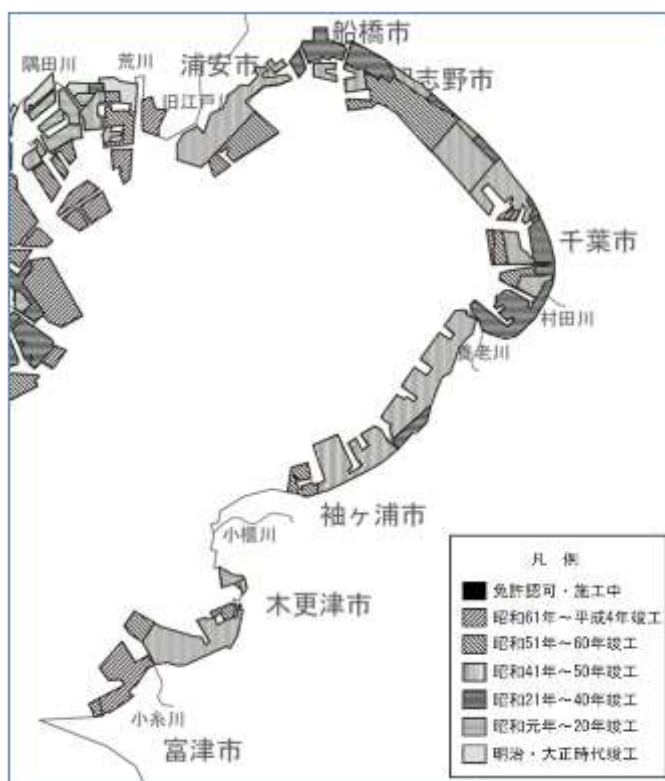 船橋市
隅田川
荒川
浦安市
習志野市
旧江戸川
千葉市
村田川
養老川
袖ヶ浦市
小櫃川
木更津市
小糸川
富津市
凡 例
免許認可・施工中
昭和61年～平成4年竣工
昭和51年～60年竣工
昭和41年～50年竣工
昭和21年～40年竣工
昭和元年～20年竣工
明治・大正時代竣工